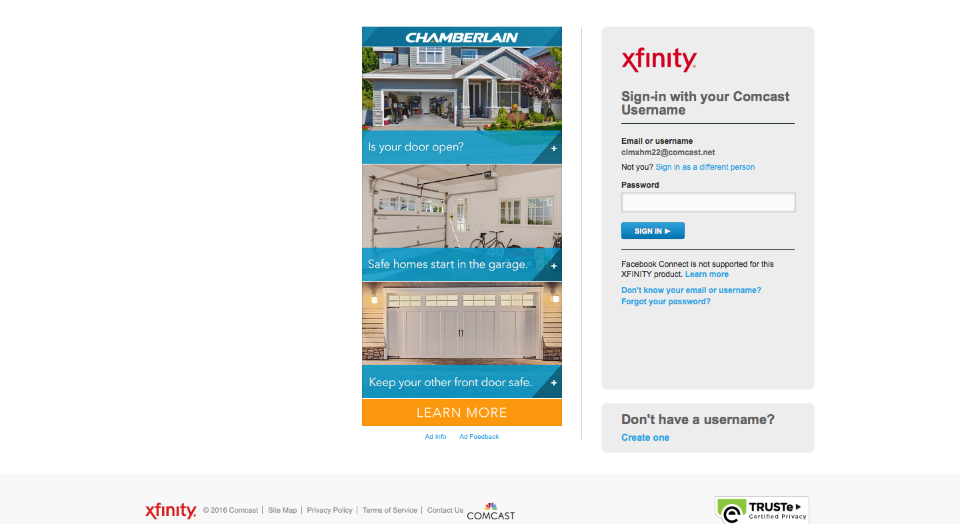 CHAMBERLAIN
Is your door open?
+
Safe homes start in the garage.
+
Keep your other front door safe.
+
LEARN MORE
Ad Info
Ad Feedback
xfinity
Sign-in with your Comcast
Username
Email or username
cimxhm22@comcast.net
Not you? Sign in as a different person
Password
SIGN IN ▶
Facebook Connect is not supported for this
XFINITY product. Learn more
Don't know your email or username?
Forgot your password?
Don't have a username?
Create one
xfinity © 2016 Comcast | Site Map | Privacy Policy | Terms of Service | Contact Us COMCAST
TRUSTe ▶
Certified Privacy